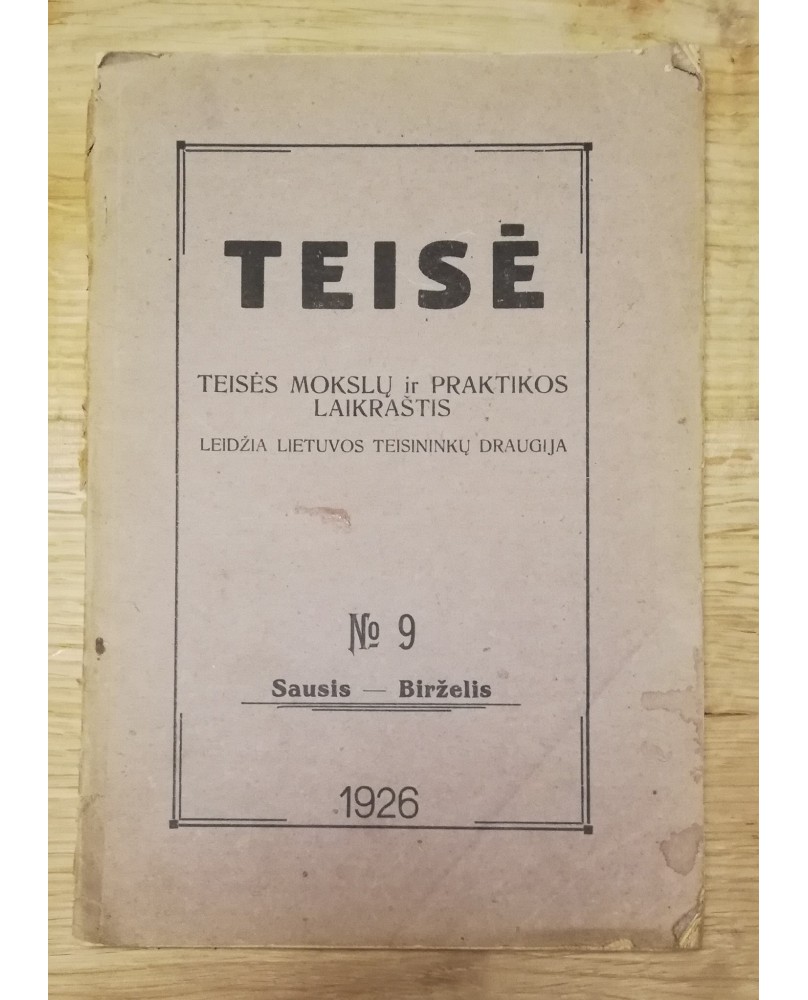 TEISĖ
TEISĖS MOKSLŲ ir PRAKTIKOS
LAIKRAŠTIS
LEIDŽIA LIETUVOS TEISININKŲ DRAUGIJA
№ 9
Sausis — Birželis
1926